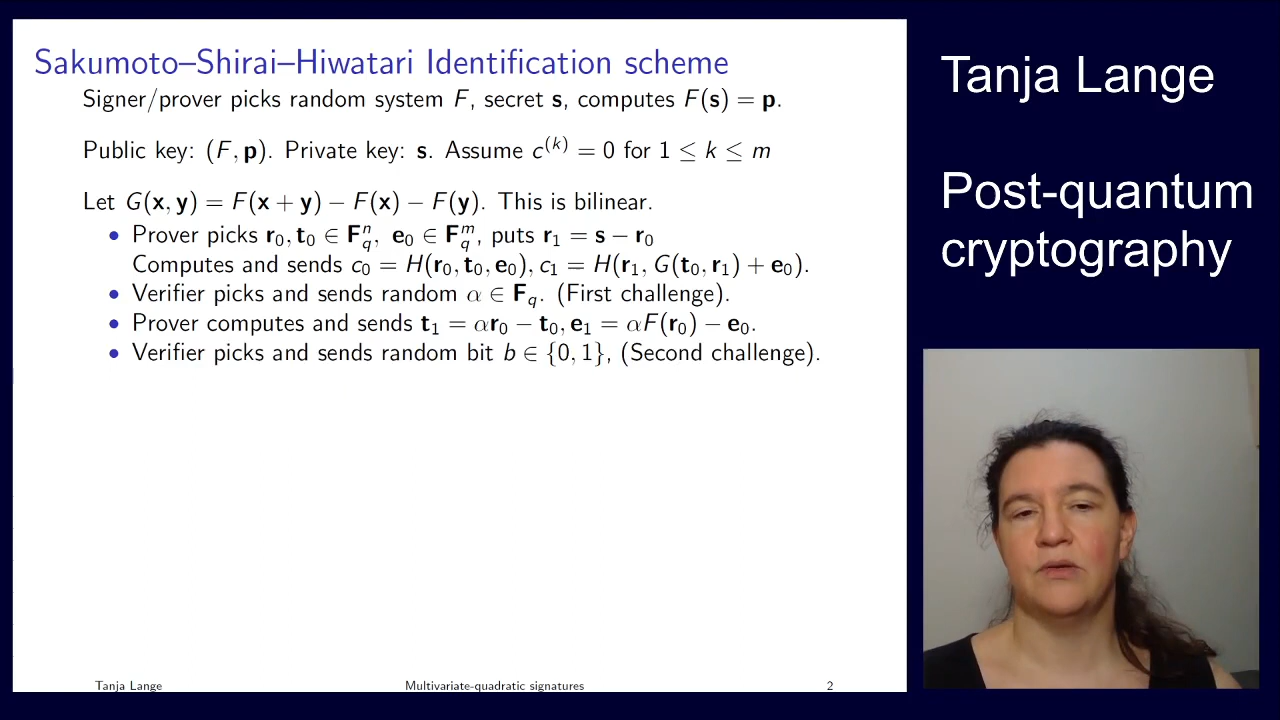 Sakumoto–Shirai–Hiwatari Identification scheme
Signer/prover picks random system F, secret s, computes F(s) = p.
Public key: (F, p). Private key: s. Assume c^(k) = 0 for 1 ≤ k ≤ m
Let G(x, y) = F(x + y) − F(x) − F(y). This is bilinear.
• Prover picks r₀, t₀ ∈ F_q^n, e₀ ∈ F_q^m, puts r₁ = s − r₀
Computes and sends c₀ = H(r₀, t₀, e₀), c₁ = H(r₁, G(t₀, r₁) + e₀).
• Verifier picks and sends random α ∈ F_q. (First challenge).
• Prover computes and sends t₁ = αr₀ − t₀, e₁ = αF(r₀) − e₀.
• Verifier picks and sends random bit b ∈ {0, 1}, (Second challenge).
Tanja Lange
Multivariate-quadratic signatures
2
Tanja Lange
Post-quantum
cryptography